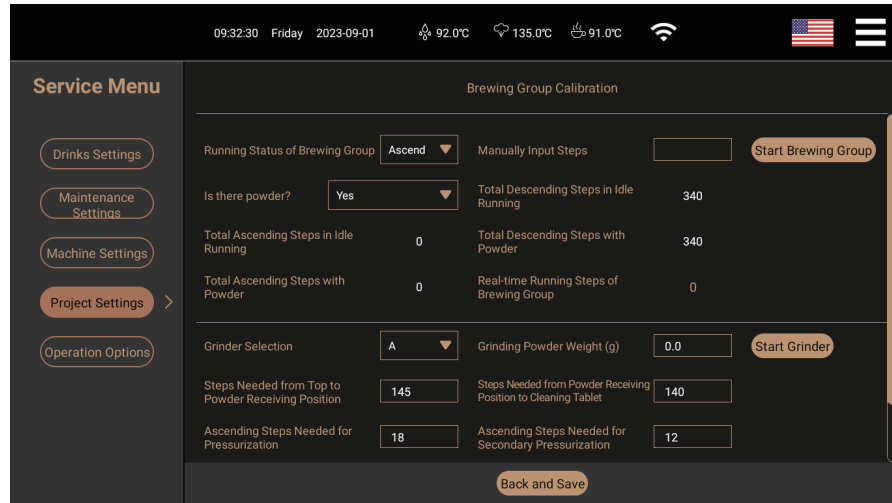 09:32:30 Friday 2023-09-01 92.0℃ 135.0℃ 91.0℃
Service Menu
Drinks Settings
Maintenance
Settings
Machine Settings
Project Settings
Operation Options
Brewing Group Calibration
Running Status of Brewing Group Ascend Manually Input Steps Start Brewing Group
Is there powder? Yes Total Descending Steps in Idle
Running 340
Total Ascending Steps in Idle
Running 0 Total Descending Steps with
Powder 340
Total Ascending Steps with
Powder 0 Real-time Running Steps of
Brewing Group 0
Grinder Selection A Grinding Powder Weight (g) 0.0 Start Grinder
Steps Needed from Top to
Powder Receiving Position 145 Steps Needed from Powder Receiving
Position to Cleaning Tablet 140
Ascending Steps Needed for
Pressurization 18 Ascending Steps Needed for
Secondary Pressurization 12
Back and Save